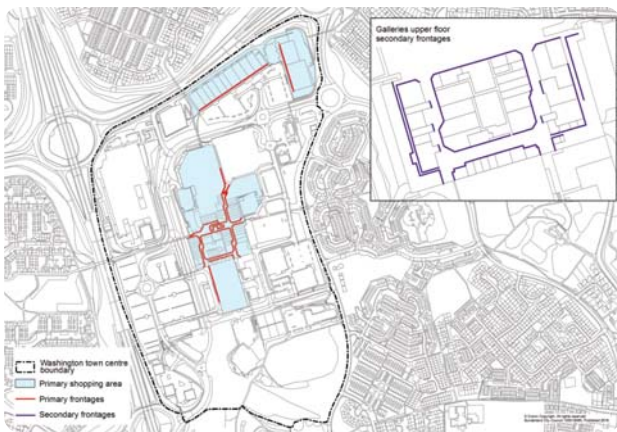 Galleries upper floor
secondary frontages
Washington town centre
boundary
Primary shopping area
Primary frontages
Secondary frontages